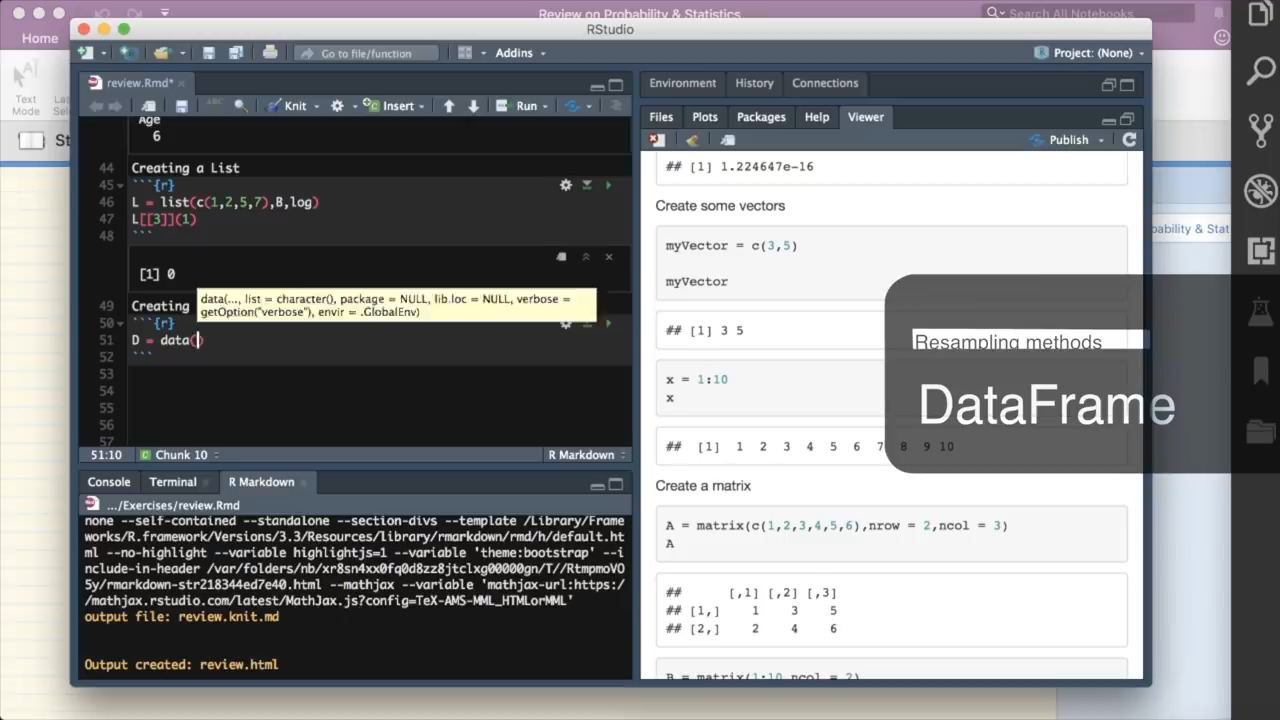 Review on Probability & Statistics
Search All Notebooks
Home
RStudio
Go to file/function
Addins
Project: (None)
Text
Mode
review.Rmd*
Knit
Insert
Run
Age
6
44 Creating a List
45 ```{r}
46 L = list(c(1,2,5,7),B,log)
47 L[[3]](1)
48 ```
[1] 0
49 Creating
data(..., list = character(), package = NULL, lib.loc = NULL, verbose =
getOption("verbose"), envir = .GlobalEnv)
50 ```{r}
51 D = data()
52 ```
53
54
55
56
57
51:10 Chunk 10 R Markdown
Console Terminal R Markdown
.../Exercises/review.Rmd
none --self-contained --standalone --section-divs --template /Library/Frame
works/R.framework/Versions/3.3/Resources/library/rmarkdown/rmd/h/default.ht
ml --no-highlight --variable highlightjs=1 --variable 'theme:bootstrap' --i
nclude-in-header /var/folders/nb/xr8sn4xx0fq0d8zz8jtclxg00000gn/T//RtmpmoVO
5y/rmarkdown-str218344ed7e40.html --mathjax --variable 'mathjax-url:https:/
/mathjax.rstudio.com/latest/MathJax.js?config=TeX-AMS-MML_HTMLorMML'
output file: review.knit.md
Output created: review.html
Environment History Connections
Files Plots Packages Help Viewer
Publish
## [1] 1.224647e-16
Create some vectors
myVector = c(3,5)
myVector
## [1] 3 5
x = 1:10
x
## [1] 1 2 3 4 5 6 7 8 9 10
Create a matrix
A = matrix(c(1,2,3,4,5,6),nrow = 2,ncol = 3)
A
## [,1] [,2] [,3]
## [1,] 1 3 5
## [2,] 2 4 6
B = matrix(1:10,ncol = 2)
bability & Stat
Resampling methods
DataFrame